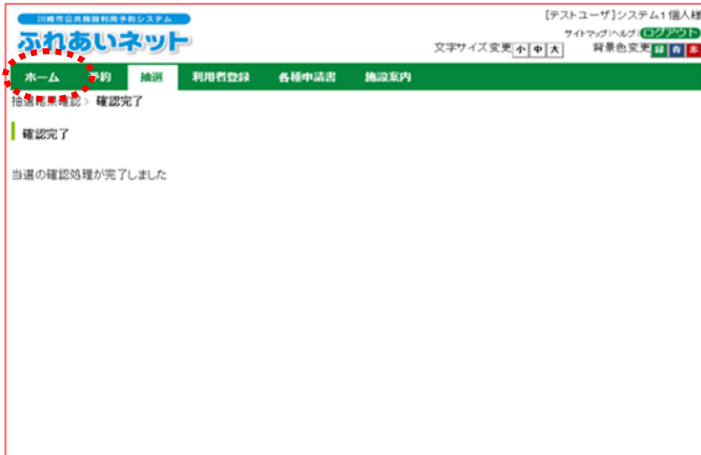 川崎市公共施設利用予約システム
ふれあいネット
[テストユーザ]システム1 個人様
サイトマップ|ヘルプ|ログアウト
文字サイズ変更 小 中 大 背景色変更 緑 青 赤
ホーム 予約 抽選 利用者登録 各種申請書 施設案内
抽選結果確認 > 確認完了
確認完了
当選の確認処理が完了しました